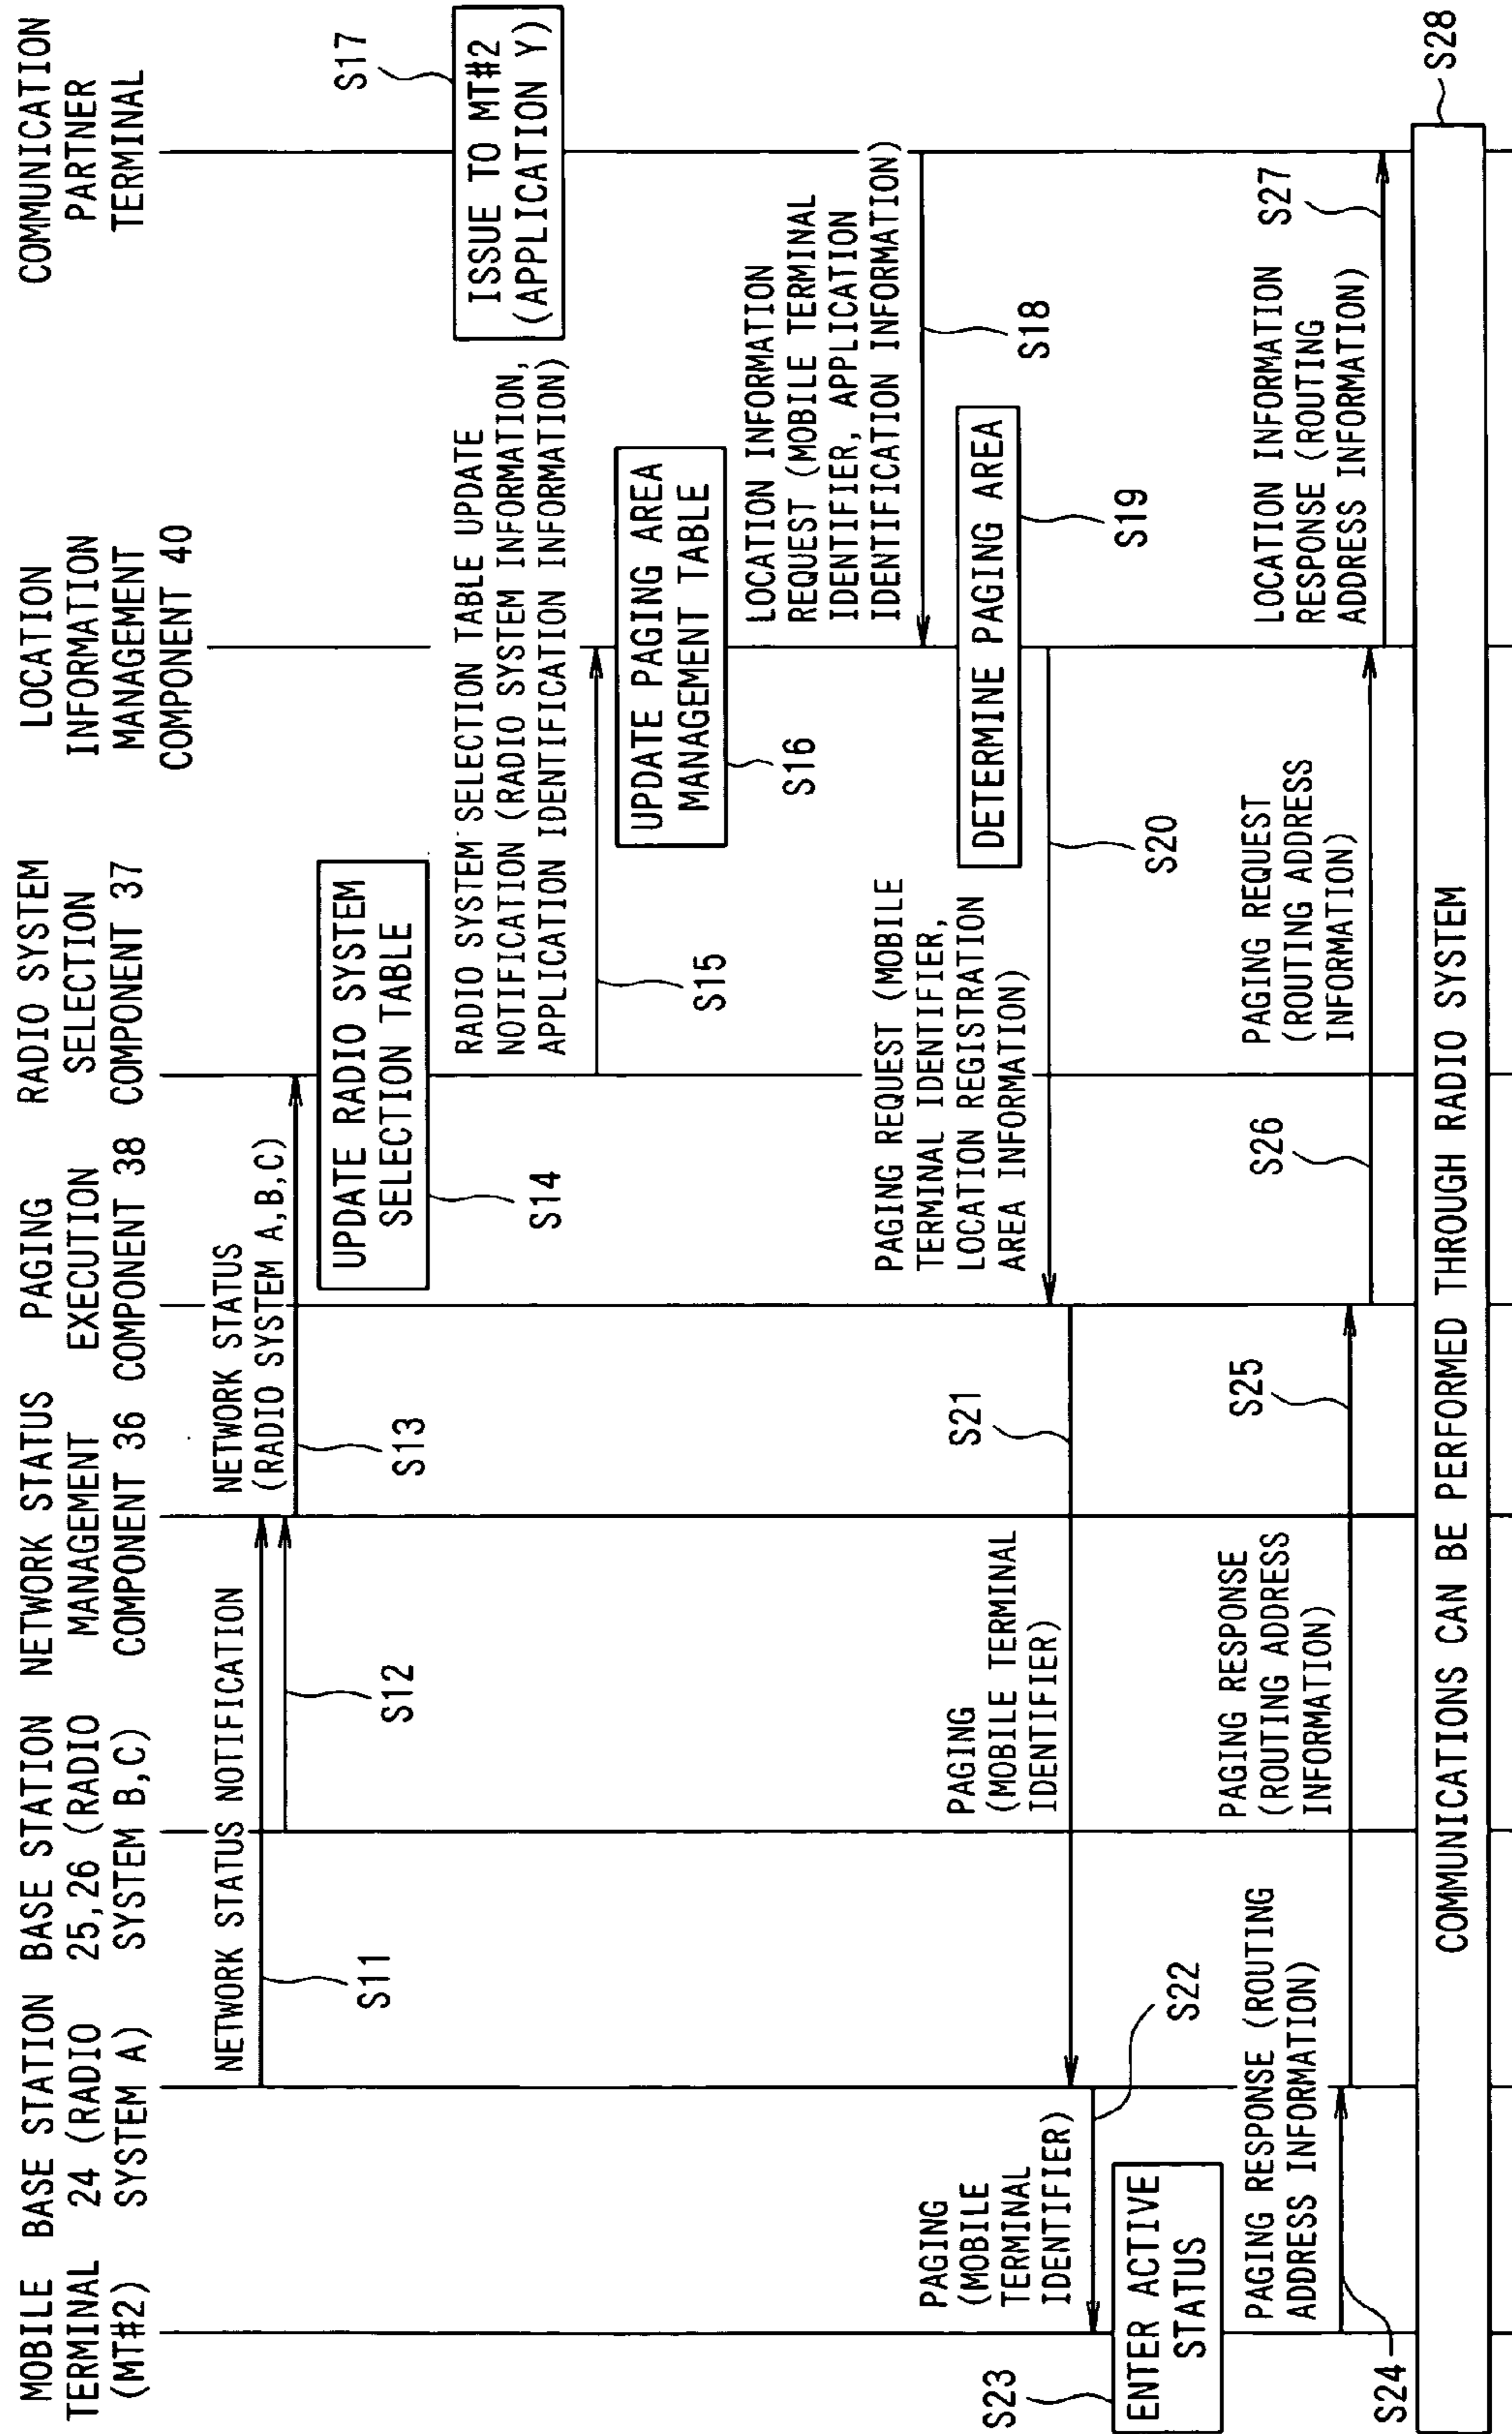 MOBILE
TERMINAL
(MT#2)
BASE STATION
24 (RADIO
SYSTEM A)
BASE STATION
25,26 (RADIO
SYSTEM B,C)
NETWORK STATUS
MANAGEMENT
COMPONENT 36
PAGING
EXECUTION
COMPONENT 38
RADIO SYSTEM
SELECTION
COMPONENT 37
LOCATION
INFORMATION
MANAGEMENT
COMPONENT 40
COMMUNICATION
PARTNER
TERMINAL
NETWORK STATUS NOTIFICATION
S11
S12
NETWORK STATUS
(RADIO SYSTEM A,B,C)
S13
UPDATE RADIO SYSTEM
SELECTION TABLE
S14
RADIO SYSTEM SELECTION TABLE UPDATE
NOTIFICATION (RADIO SYSTEM INFORMATION,
APPLICATION IDENTIFICATION INFORMATION)
S15
UPDATE PAGING AREA
MANAGEMENT TABLE
S16
S17
ISSUE TO MT#2
(APPLICATION Y)
LOCATION INFORMATION
REQUEST (MOBILE TERMINAL
IDENTIFIER, APPLICATION
IDENTIFICATION INFORMATION)
S18
DETERMINE PAGING AREA
S19
PAGING REQUEST (MOBILE
TERMINAL IDENTIFIER,
LOCATION REGISTRATION
AREA INFORMATION)
S20
PAGING
(MOBILE TERMINAL
IDENTIFIER)
S21
PAGING
(MOBILE
TERMINAL
IDENTIFIER)
S22
S23
ENTER ACTIVE
STATUS
PAGING RESPONSE (ROUTING
ADDRESS INFORMATION)
S24
PAGING RESPONSE
(ROUTING ADDRESS
INFORMATION)
S25
PAGING REQUEST
(ROUTING ADDRESS
INFORMATION)
S26
LOCATION INFORMATION
RESPONSE (ROUTING
ADDRESS INFORMATION)
S27
COMMUNICATIONS CAN BE PERFORMED THROUGH RADIO SYSTEM
S28